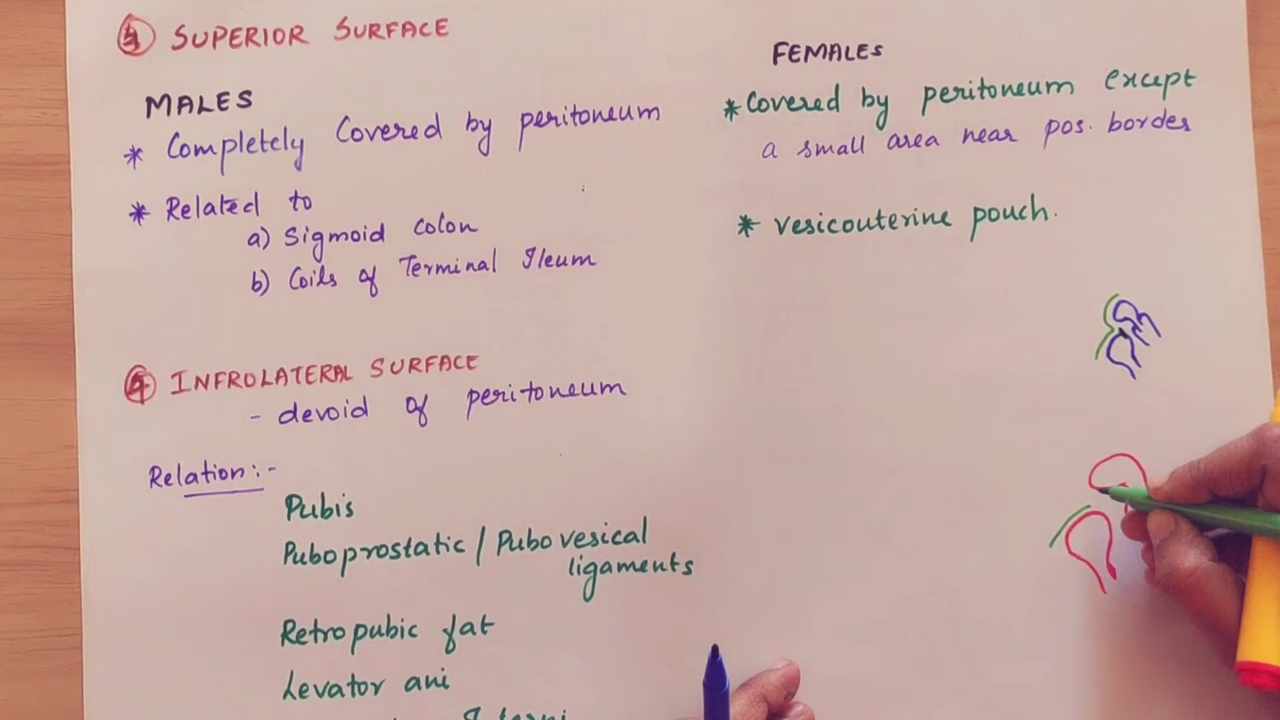 3 SUPERIOR SURFACE
MALES
* Completely Covered by peritoneum
* Related to
a) Sigmoid colon
b) Coils of Terminal Ileum
FEMALES
* Covered by peritoneum except
a small area near pos. border
* vesicouterine pouch.
4 INFROLATERAL SURFACE
- devoid of peritoneum
Relation:-
Pubis
Puboprostatic / Pubovesical
ligaments
Retropubic fat
Levator ani